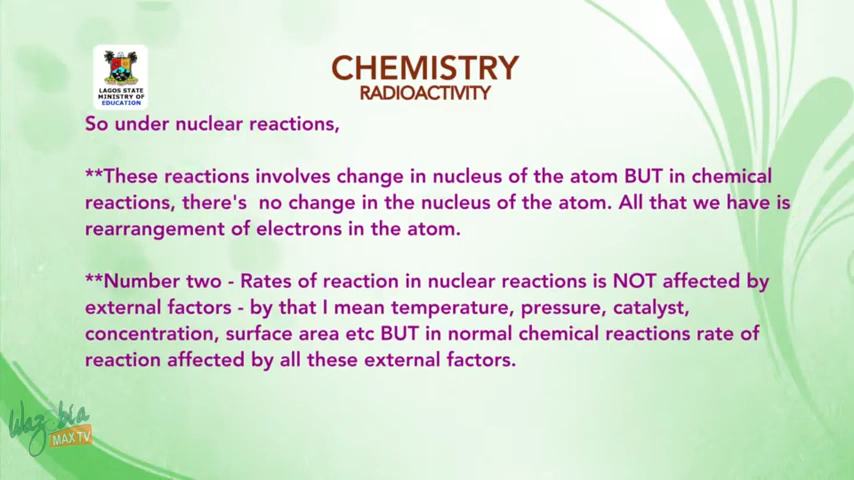 CHEMISTRY
RADIOACTIVITY
LAGOS STATE
MINISTRY OF
EDUCATION
So under nuclear reactions,
**These reactions involves change in nucleus of the atom BUT in chemical
reactions, there's no change in the nucleus of the atom. All that we have is
rearrangement of electrons in the atom.
**Number two - Rates of reaction in nuclear reactions is NOT affected by
external factors - by that I mean temperature, pressure, catalyst,
concentration, surface area etc BUT in normal chemical reactions rate of
reaction affected by all these external factors.
Wazobia
MAX TV